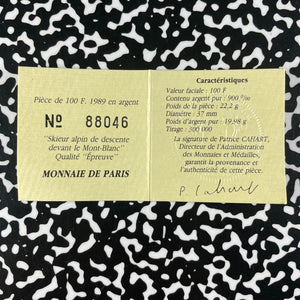 Pièce de 100 F. 1989 en argent
Nº 88046
"Skieur alpin de descente
devant le Mont-Blanc"
Qualité "Épreuve"
MONNAIE DE PARIS
Caractéristiques
Valeur faciale : 100 F
Contenu argent pur : 900 ‰
Poids de la pièce : 22,2 g
Diamètre : 37 mm
Poids d'argent pur : 19,98 g
Tirage : 300 000
La signature de Patrice CAHART,
Directeur de l'Administration
des Monnaies et Médailles,
garantit l'authenticité
de cette pièce.
P Cahart